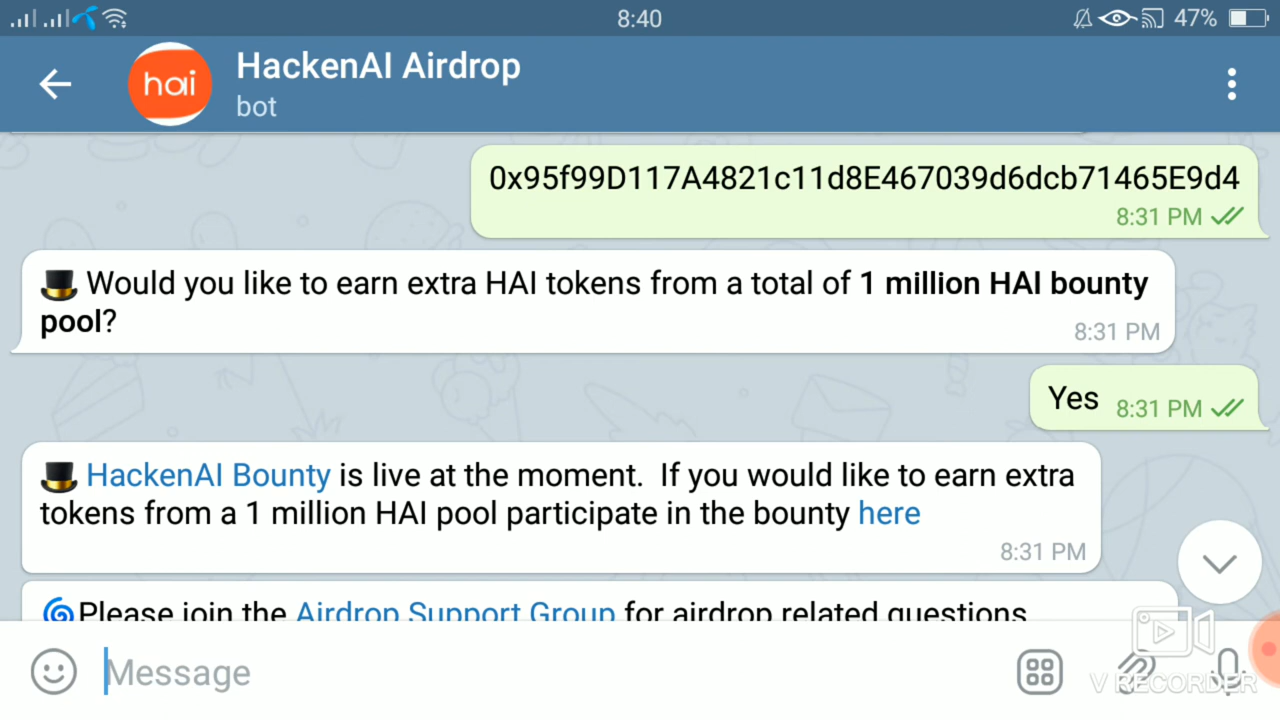 8:40
47%
hai
HackenAI Airdrop
bot
0x95f99D117A4821c11d8E467039d6dcb71465E9d4
8:31 PM
Would you like to earn extra HAI tokens from a total of 1 million HAI bounty
pool?
8:31 PM
Yes 8:31 PM
HackenAI Bounty is live at the moment.  If you would like to earn extra
tokens from a 1 million HAI pool participate in the bounty here
8:31 PM
Please join the Airdrop Support Group for airdrop related questions
Message
V RECORDER